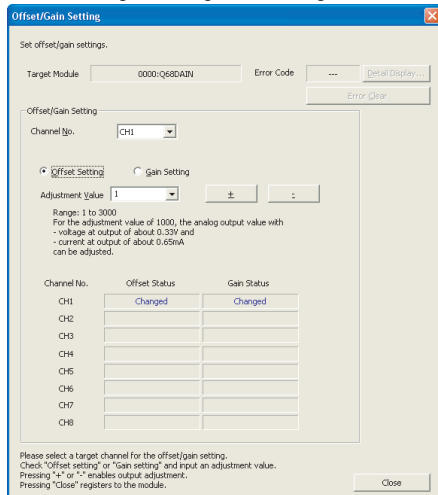 Offset/Gain Setting
Set offset/gain settings.
Target Module 0000:Q68DAIN Error Code --- Detail Display...
Error Clear
Offset/Gain Setting
Channel No. CH1
Offset Setting Gain Setting
Adjustment Value 1 + -
Range: 1 to 3000
For the adjustment value of 1000, the analog output value with
- voltage at output of about 0.33V and
- current at output of about 0.65mA
can be adjusted.
Channel No. Offset Status Gain Status
CH1 Changed Changed
CH2
CH3
CH4
CH5
CH6
CH7
CH8
Please select a target channel for the offset/gain setting.
Check "Offset setting" or "Gain setting" and input an adjustment value.
Pressing "+" or "-" enables output adjustment.
Pressing "Close" registers to the module. Close